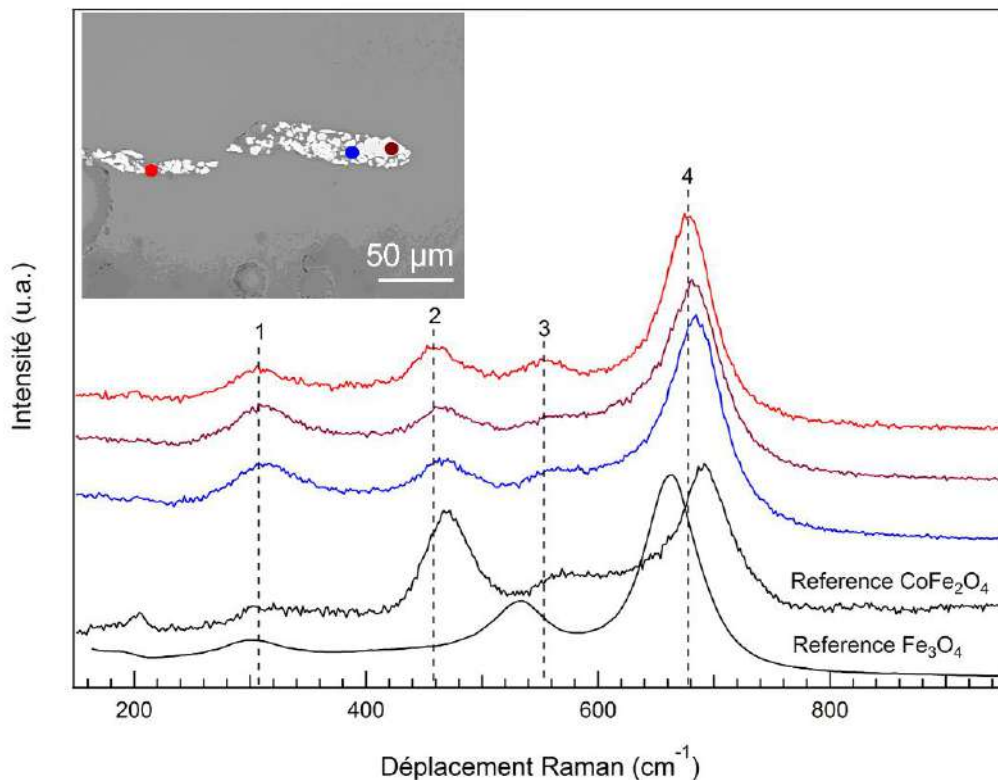 50 µm
4
1
2
3
Intensité (u.a.)
Reference CoFe₂O₄
Reference Fe₃O₄
200
400
600
800
Déplacement Raman (cm⁻¹)